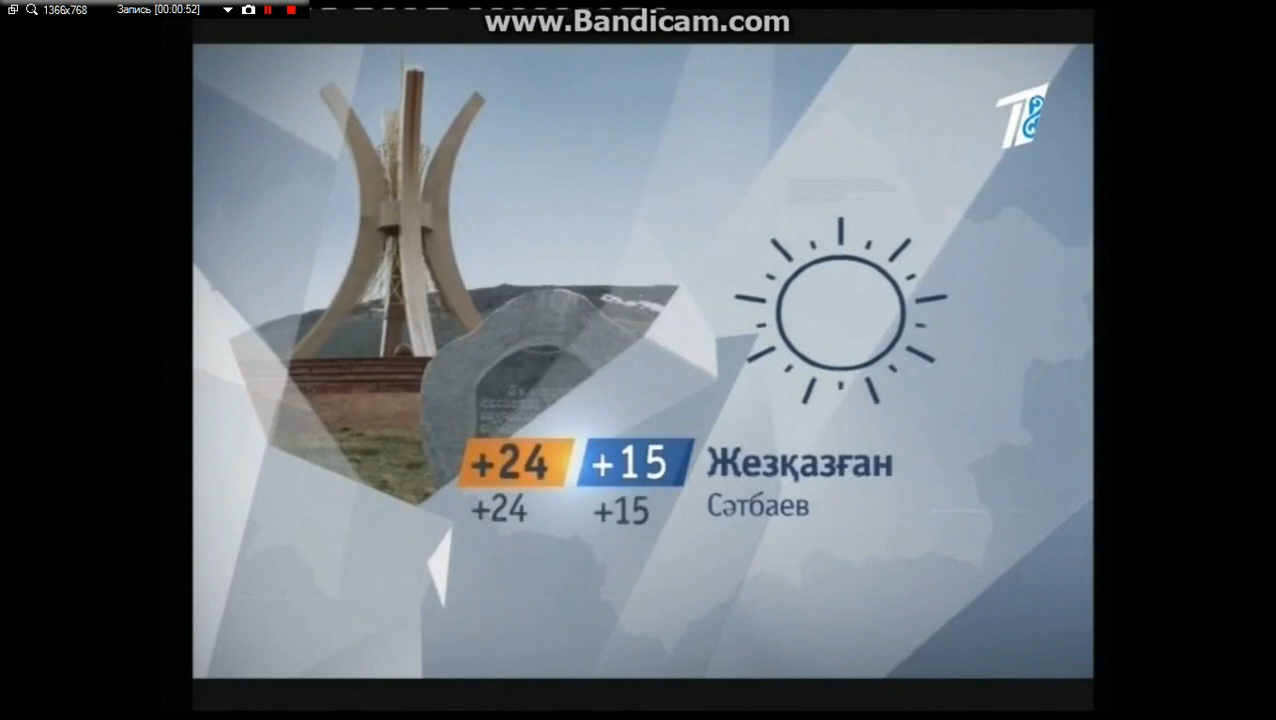 1366x768
Запись [00:00:52]
www.Bandicam.com
+24 +15 Жезқазған
+24 +15 Сәтбаев